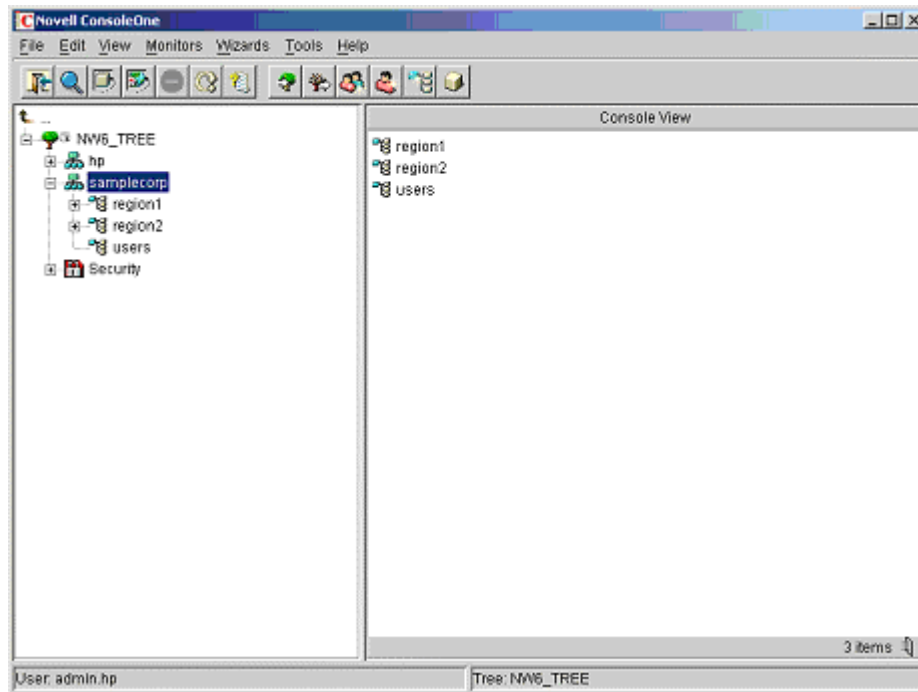 Novell ConsoleOne
File Edit View Monitors Wizards Tools Help
...
NW6_TREE
hp
samplecorp
region1
region2
users
Security
Console View
region1
region2
users
3 items
User: admin.hp
Tree: NW6_TREE